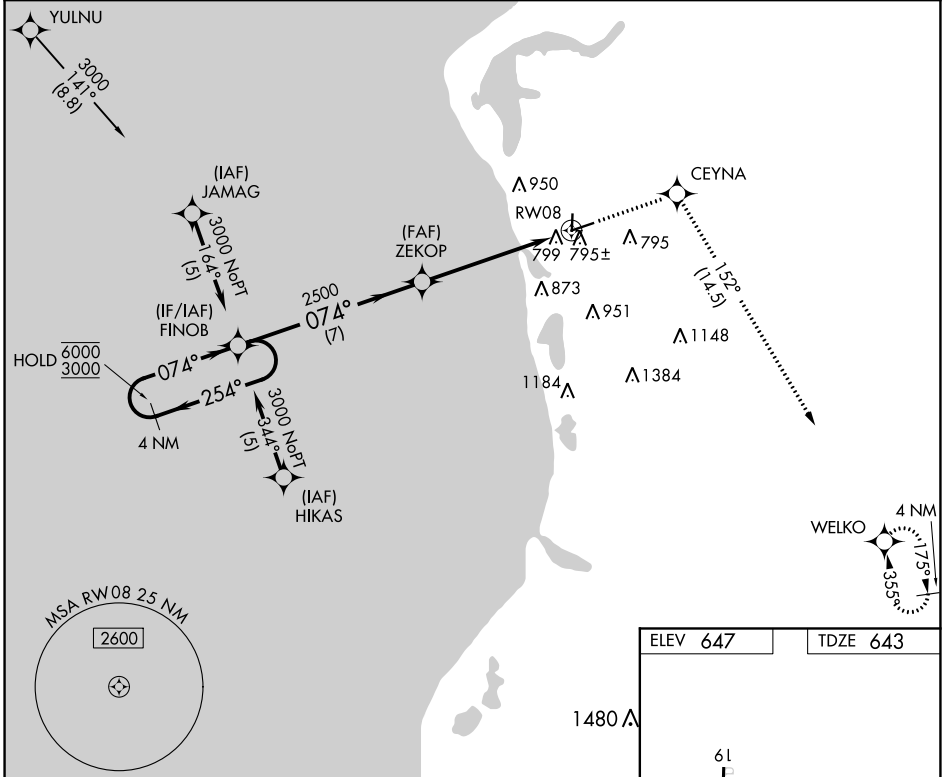 YULNU
3000
141°
(8.8)
(IAF)
JAMAG
3000 NoPT
164°
(5)
(IF/IAF)
FINOB
HOLD 6000
3000
074°
254°
4 NM
2500
074°
(7)
(FAF)
ZEKOP
3000 NoPT
344°
(5)
(IAF)
HIKAS
950
RW08
CEYNA
799 795± 795
873
951
1148
1384
1184
152°
(14.5)
WELKO
4 NM
175°
355°
MSA RW08 25 NM
2600
1480
ELEV 647
TDZE 643
19